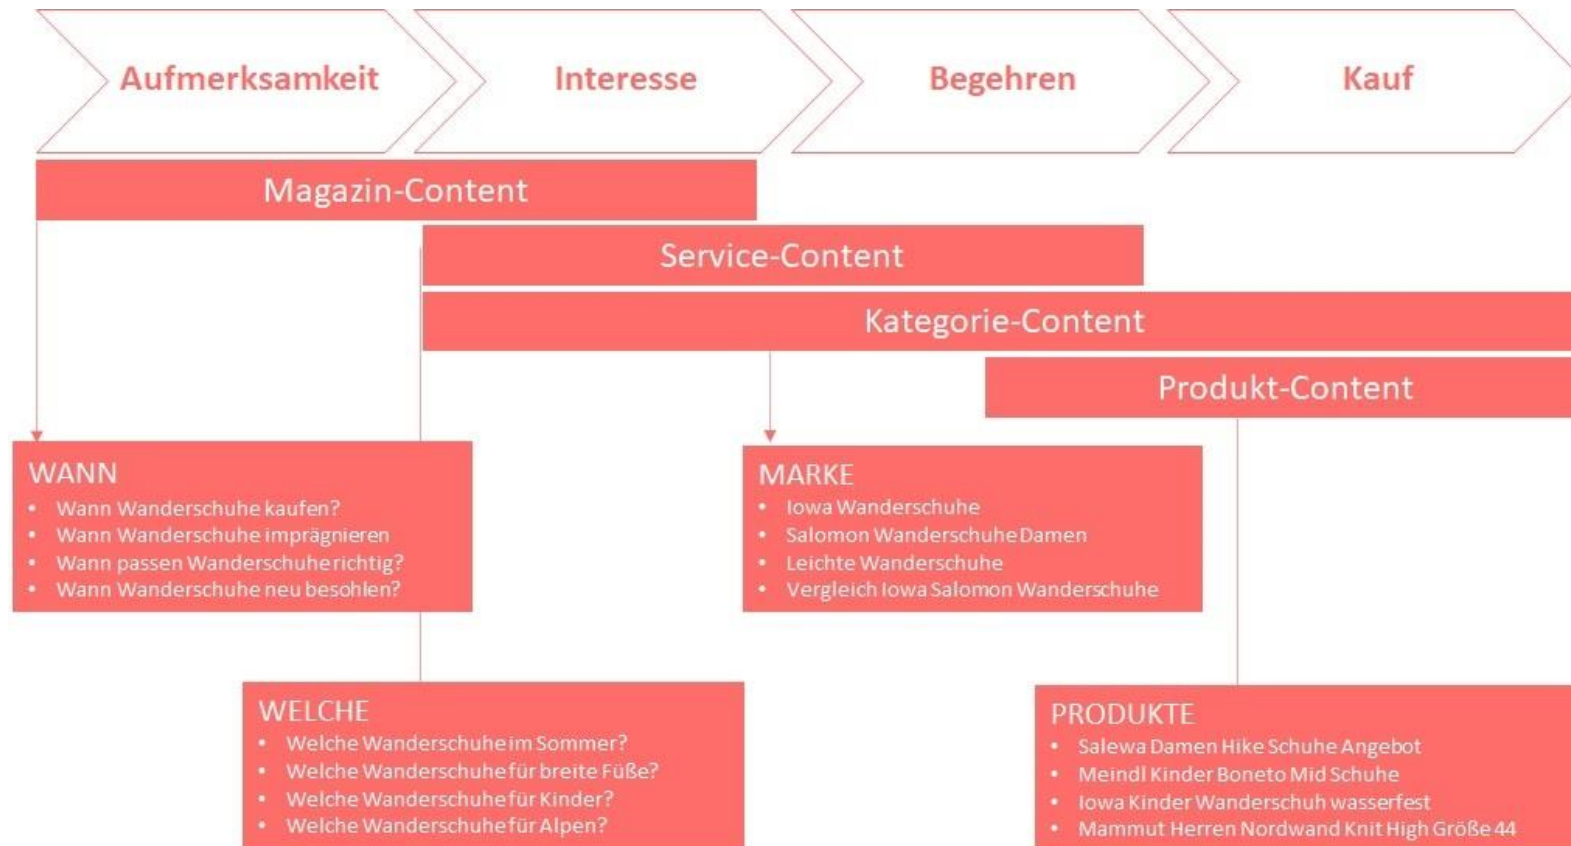 Aufmerksamkeit
Interesse
Begehren
Kauf
Magazin-Content
Service-Content
Kategorie-Content
Produkt-Content
WANN
• Wann Wanderschuhe kaufen?
• Wann Wanderschuhe imprägnieren
• Wann passen Wanderschuhe richtig?
• Wann Wanderschuhe neu besohlen?
MARKE
• Iowa Wanderschuhe
• Salomon Wanderschuhe Damen
• Leichte Wanderschuhe
• Vergleich Iowa Salomon Wanderschuhe
WELCHE
• Welche Wanderschuhe im Sommer?
• Welche Wanderschuhe für breite Füße?
• Welche Wanderschuhe für Kinder?
• Welche Wanderschuhe für Alpen?
PRODUKTE
• Salewa Damen Hike Schuhe Angebot
• Meindl Kinder Boneto Mid Schuhe
• Iowa Kinder Wanderschuh wasserfest
• Mammut Herren Nordwand Knit High Größe 44